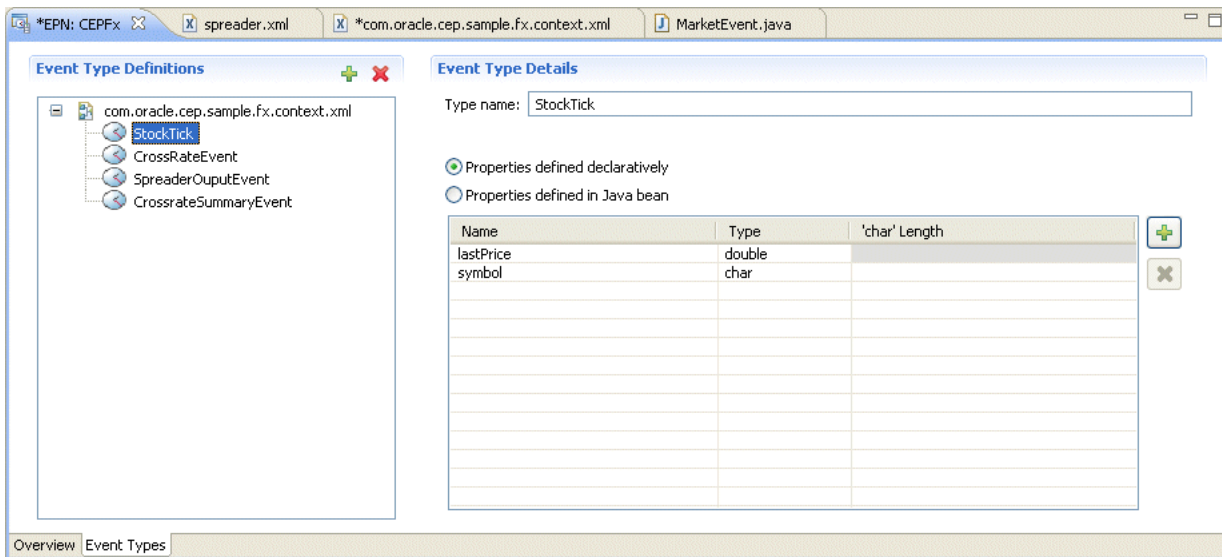 *EPN: CEPFx spreader.xml *com.oracle.cep.sample.fx.context.xml MarketEvent.java
Event Type Definitions
com.oracle.cep.sample.fx.context.xml
StockTick
CrossRateEvent
SpreaderOuputEvent
CrossrateSummaryEvent
Event Type Details
Type name: StockTick
Properties defined declaratively
Properties defined in Java bean
Name Type 'char' Length
lastPrice double
symbol char
Overview Event Types